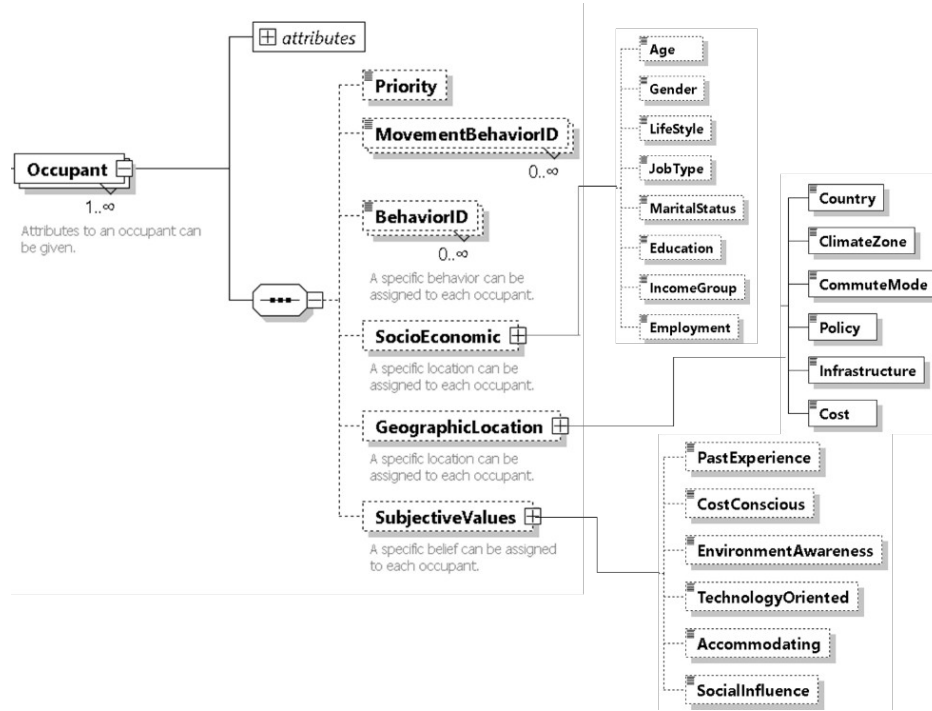 attributes
Occupant
1..∞
Attributes to an occupant can
be given.
Priority
MovementBehaviorID
0..∞
BehaviorID
0..∞
A specific behavior can be
assigned to each occupant.
SocioEconomic
A specific location can be
assigned to each occupant.
GeographicLocation
A specific location can be
assigned to each occupant.
SubjectiveValues
A specific belief can be assigned
to each occupant.
Age
Gender
LifeStyle
JobType
MaritalStatus
Education
IncomeGroup
Employment
Country
ClimateZone
CommuteMode
Policy
Infrastructure
Cost
PastExperience
CostConscious
EnvironmentAwareness
TechnologyOriented
Accommodating
SocialInfluence